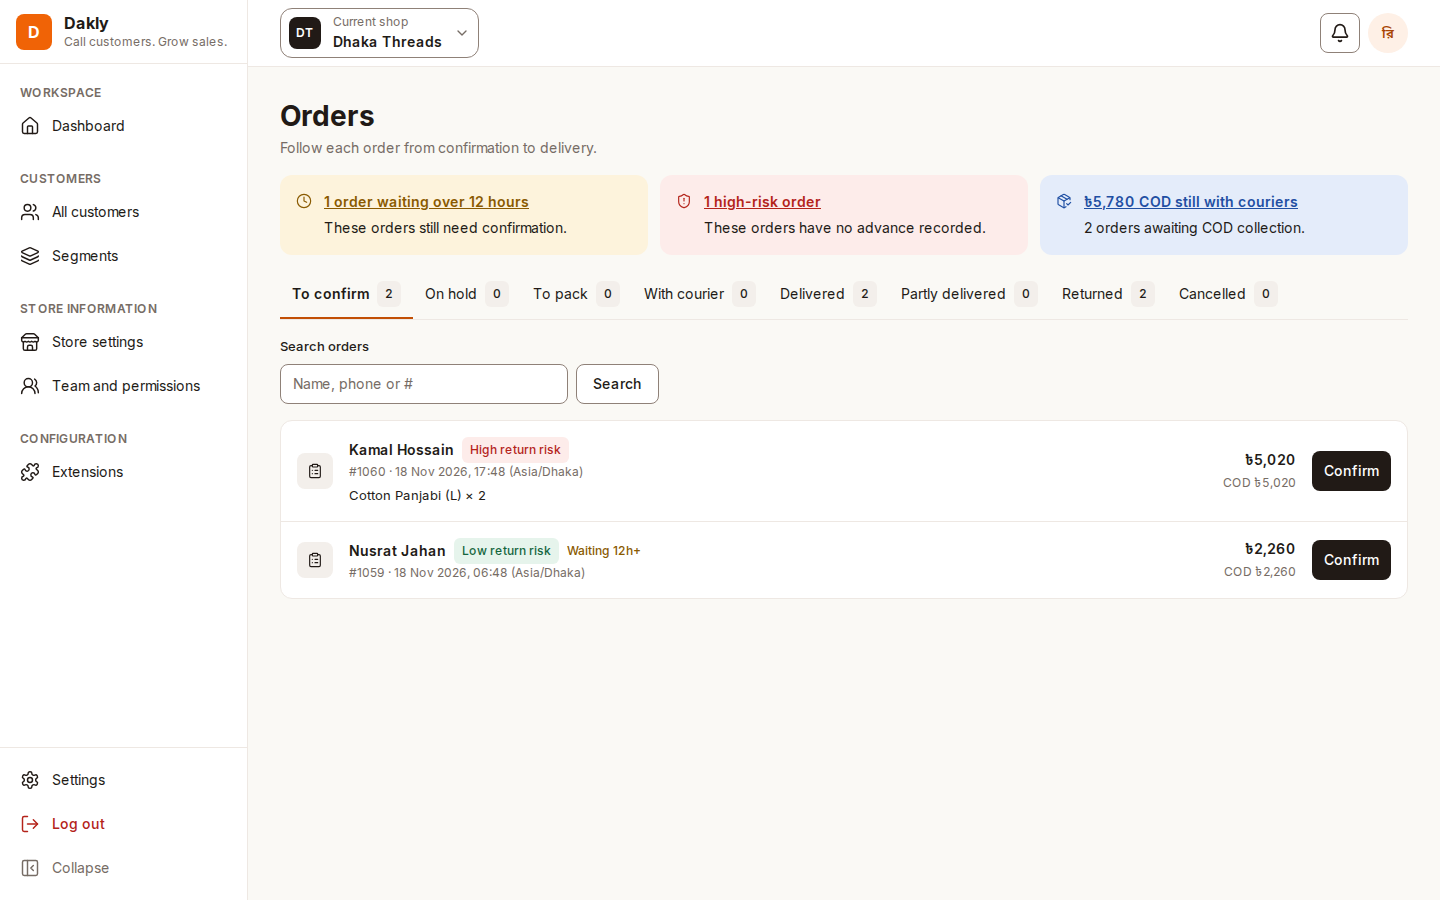 D
Dakly
Call customers. Grow sales.
WORKSPACE
Dashboard
CUSTOMERS
All customers
Segments
STORE INFORMATION
Store settings
Team and permissions
CONFIGURATION
Extensions
Settings
Log out
Collapse
DT
Current shop
Dhaka Threads
রি
Orders
Follow each order from confirmation to delivery.
1 order waiting over 12 hours
These orders still need confirmation.
1 high-risk order
These orders have no advance recorded.
৳5,780 COD still with couriers
2 orders awaiting COD collection.
To confirm 2 On hold 0 To pack 0 With courier 0 Delivered 2 Partly delivered 0 Returned 2 Cancelled 0
Search orders
Name, phone or # Search
Kamal Hossain High return risk
#1060 · 18 Nov 2026, 17:48 (Asia/Dhaka)
Cotton Panjabi (L) × 2
৳5,020
COD ৳5,020
Confirm
Nusrat Jahan Low return risk Waiting 12h+
#1059 · 18 Nov 2026, 06:48 (Asia/Dhaka)
৳2,260
COD ৳2,260
Confirm